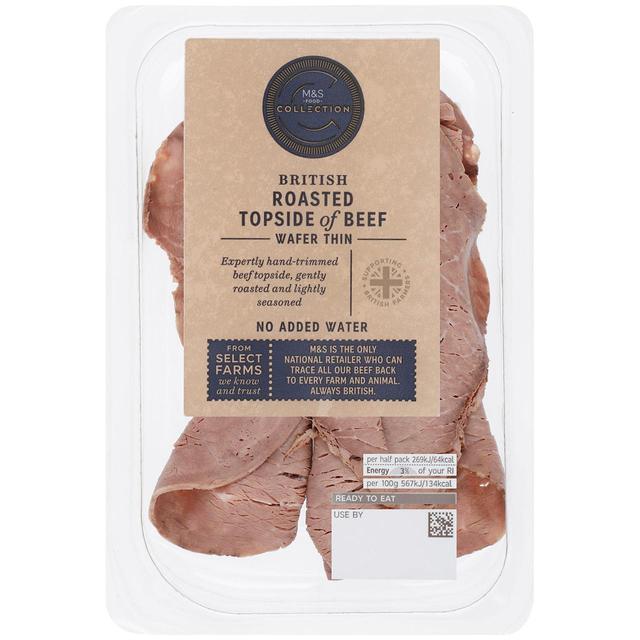 M&S
-FOOD-
COLLECTION
BRITISH
ROASTED
TOPSIDE of BEEF
WAFER THIN
Expertly hand-trimmed
beef topside, gently
roasted and lightly
seasoned
SUPPORTING
BRITISH FARMERS
NO ADDED WATER
FROM
SELECT
FARMS
we know
and trust
M&S IS THE ONLY
NATIONAL RETAILER WHO CAN
TRACE ALL OUR BEEF BACK
TO EVERY FARM AND ANIMAL.
ALWAYS BRITISH.
per half pack 269kJ/64kcal
Energy 3% of your RI
per 100g 567kJ/134kcal
READY TO EAT
USE BY